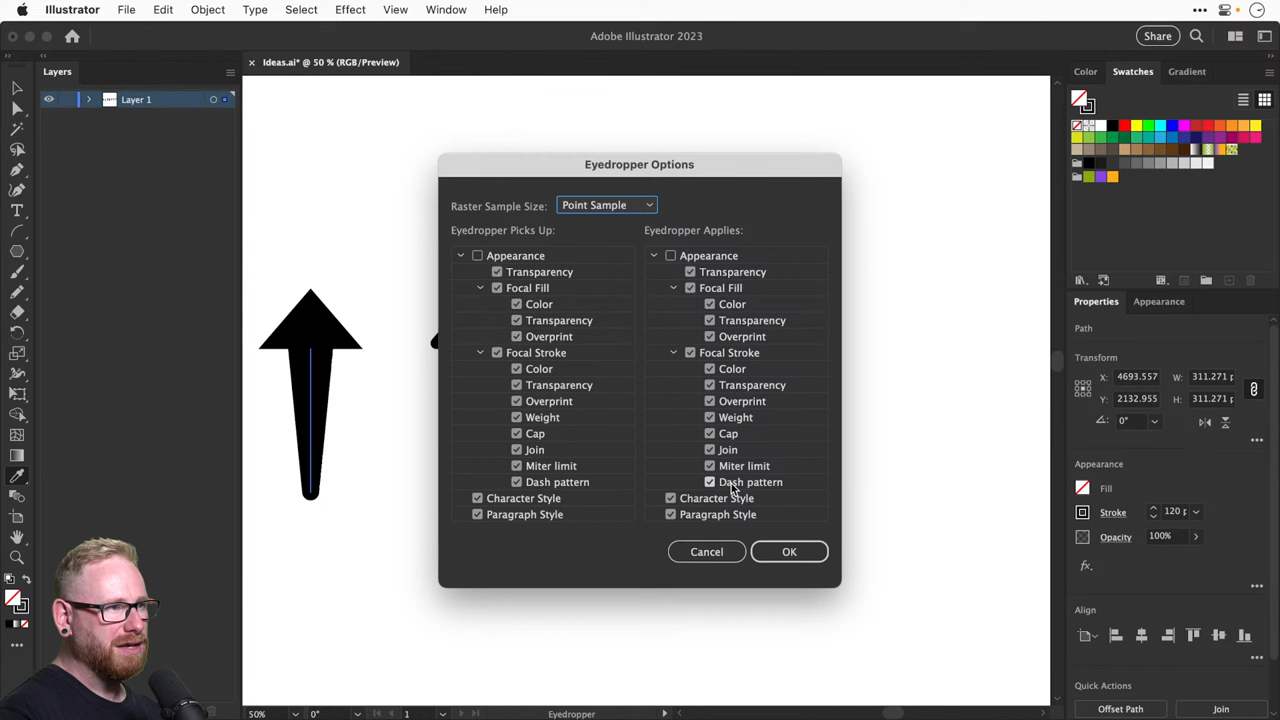 Illustrator File Edit Object Type Select Effect View Window Help
Adobe Illustrator 2023
Share
Layers
Ideas.ai* @ 50 % (RGB/Preview)
Color Swatches Gradient
Layer 1
Eyedropper Options
Raster Sample Size: Point Sample
Eyedropper Picks Up: Eyedropper Applies:
Appearance Appearance
Transparency Transparency
Focal Fill Focal Fill
Color Color
Transparency Transparency
Overprint Overprint
Focal Stroke Focal Stroke
Color Color
Transparency Transparency
Overprint Overprint
Weight Weight
Cap Cap
Join Join
Miter limit Miter limit
Dash pattern Dash pattern
Character Style Character Style
Paragraph Style Paragraph Style
Cancel OK
Properties Appearance
Path
Transform
X: 4693.557 W: 311.271 p
Y: 2132.955 H: 311.271 p
0°
Appearance
Fill
Stroke 120 p
Opacity 100%
fx.
Align
Quick Actions
Offset Path Join
50% 0° 1 Eyedropper